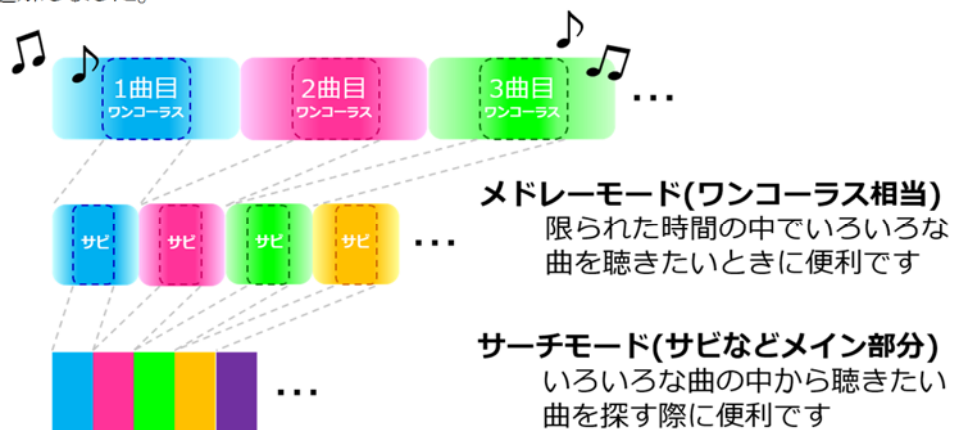 1曲目
ワンコーラス
2曲目
ワンコーラス
3曲目
ワンコーラス
...
メドレーモード(ワンコーラス相当)
限られた時間の中でいろいろな
曲を聴きたいときに便利です
サビ
サビ
サビ
サビ
...
サーチモード(サビなどメイン部分)
いろいろな曲の中から聴きたい
曲を探す際に便利です
...